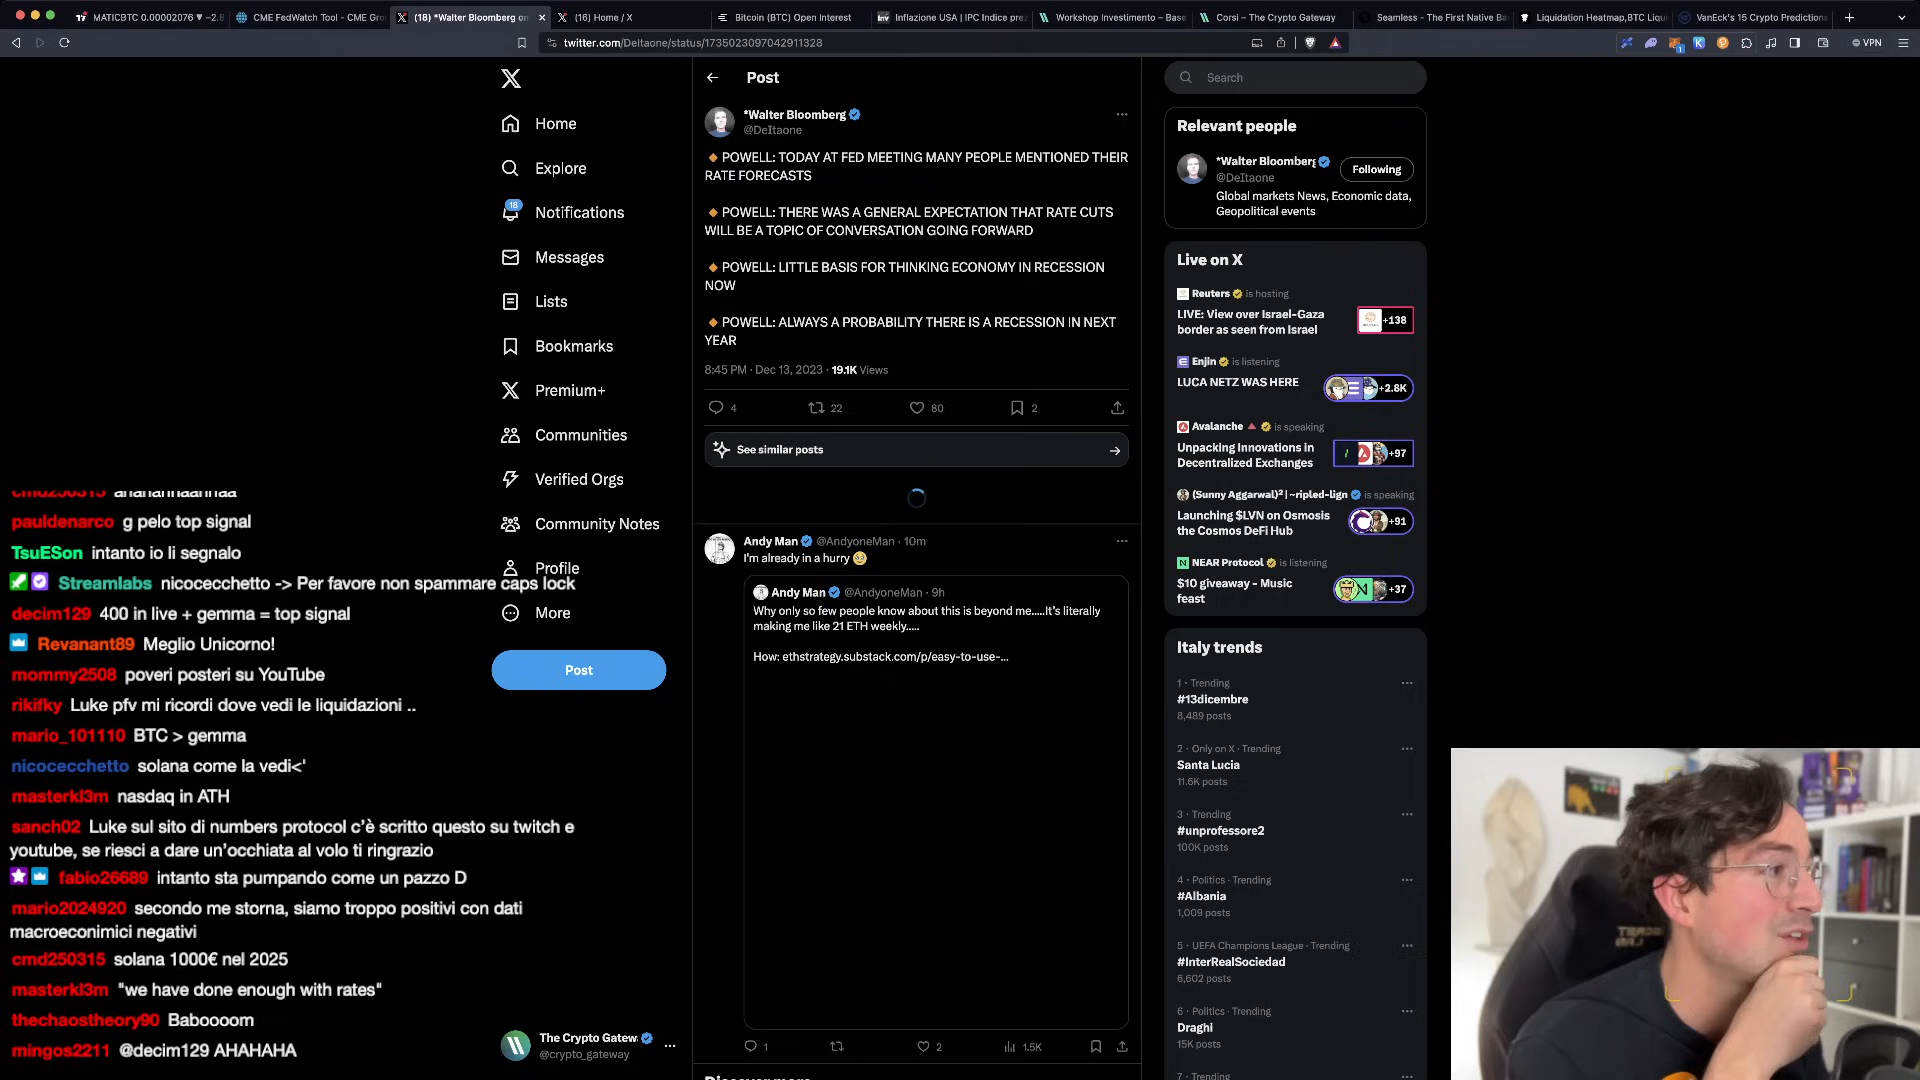 MATICBTC 0.00002076 ▼ −2.8
CME FedWatch Tool - CME Gro
(18) *Walter Bloomberg on
(16) Home / X
Bitcoin (BTC) Open Interest
Inflazione USA | IPC Indice prez
Workshop Investimento – Base
Corsi – The Crypto Gateway
Seamless - The First Native Ba
Liquidation Heatmap,BTC Liqui
VanEck's 15 Crypto Predictions
twitter.com/DeItaone/status/1735023097042911328
VPN
Home
Explore
18
Notifications
Messages
Lists
Bookmarks
Premium+
Communities
Verified Orgs
Community Notes
Profile
More
Post
The Crypto Gatew
@crypto_gateway
cmd250315 ahahahhaahhaa
pauldenarco g pelo top signal
TsuESon intanto io li segnalo
Streamlabs nicocecchetto -> Per favore non spammare caps lock
decim129 400 in live + gemma = top signal
Revanant89 Meglio Unicorno!
mommy2508 poveri posteri su YouTube
rikifky Luke pfv mi ricordi dove vedi le liquidazioni ..
mario_101110 BTC > gemma
nicocecchetto solana come la vedi<'
masterkl3m nasdaq in ATH
sanch02 Luke sul sito di numbers protocol c'è scritto questo su twitch e
youtube, se riesci a dare un'occhiata al volo ti ringrazio
fabio26689 intanto sta pumpando come un pazzo D
mario2024920 secondo me storna, siamo troppo positivi con dati
macroeconimici negativi
cmd250315 solana 1000€ nel 2025
masterkl3m "we have done enough with rates"
thechaostheory90 Baboooom
mingos2211 @decim129 AHAHAHA
Post
*Walter Bloomberg
@DeItaone
🔸POWELL: TODAY AT FED MEETING MANY PEOPLE MENTIONED THEIR
RATE FORECASTS
🔸POWELL: THERE WAS A GENERAL EXPECTATION THAT RATE CUTS
WILL BE A TOPIC OF CONVERSATION GOING FORWARD
🔸POWELL: LITTLE BASIS FOR THINKING ECONOMY IN RECESSION
NOW
🔸POWELL: ALWAYS A PROBABILITY THERE IS A RECESSION IN NEXT
YEAR
8:45 PM · Dec 13, 2023 · 19.1K Views
4 22 80 2
See similar posts
Andy Man @AndyoneMan · 10m
I'm already in a hurry 🥹
Andy Man @AndyoneMan · 9h
Why only so few people know about this is beyond me.....It's literally
making me like 21 ETH weekly.....
How: ethstrategy.substack.com/p/easy-to-use-...
1 2 1.5K
Discover more
Search
Relevant people
*Walter Bloomberg
@DeItaone
Following
Global markets News, Economic data,
Geopolitical events
Live on X
Reuters is hosting
LIVE: View over Israel-Gaza
border as seen from Israel
+138
Enjin is listening
LUCA NETZ WAS HERE
+2.8K
Avalanche 🔺 is speaking
Unpacking Innovations in
Decentralized Exchanges
+97
(Sunny Aggarwal)² | ~ripled-lign is speaking
Launching $LVN on Osmosis
the Cosmos DeFi Hub
+91
NEAR Protocol is listening
$10 giveaway - Music
feast
+37
Italy trends
1 · Trending
#13dicembre
8,489 posts
2 · Only on X · Trending
Santa Lucia
11.6K posts
3 · Trending
#unprofessore2
100K posts
4 · Politics · Trending
#Albania
1,009 posts
5 · UEFA Champions League · Trending
#InterRealSociedad
6,602 posts
6 · Politics · Trending
Draghi
15K posts
7 · Trending